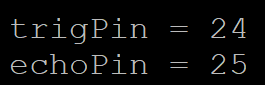 trigPin = 24
echoPin = 25